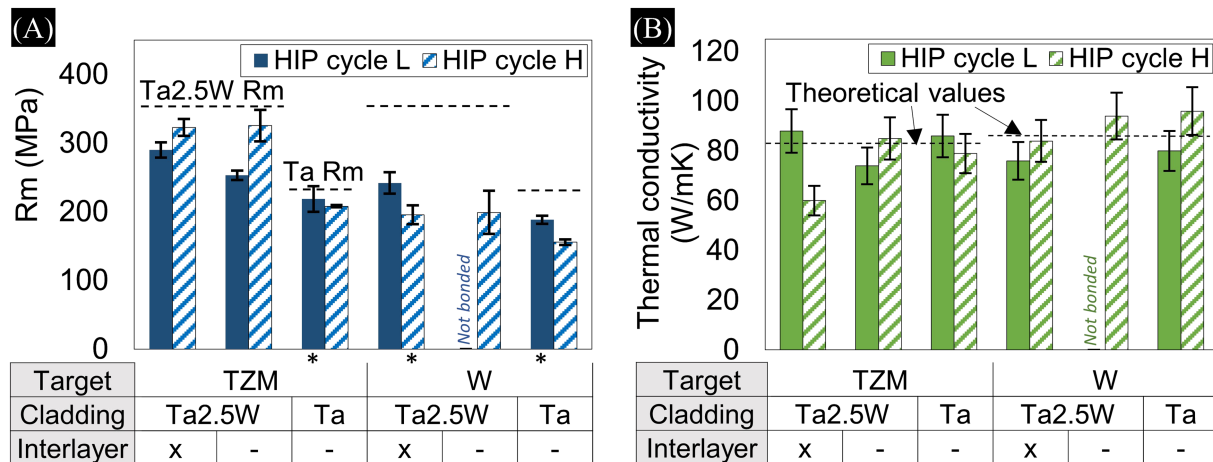 (A)
HIP cycle L HIP cycle H
Rm (MPa)
400
300
200
100
0
Ta2.5W Rm
Ta Rm
Not bonded
* * *
Target TZM W
Cladding Ta2.5W Ta Ta2.5W Ta
Interlayer x - - x - -
(B)
HIP cycle L HIP cycle H
Thermal conductivity
(W/mK)
120
100
80
60
40
20
0
Theoretical values
Not bonded
Target TZM W
Cladding Ta2.5W Ta Ta2.5W Ta
Interlayer x - - x - -